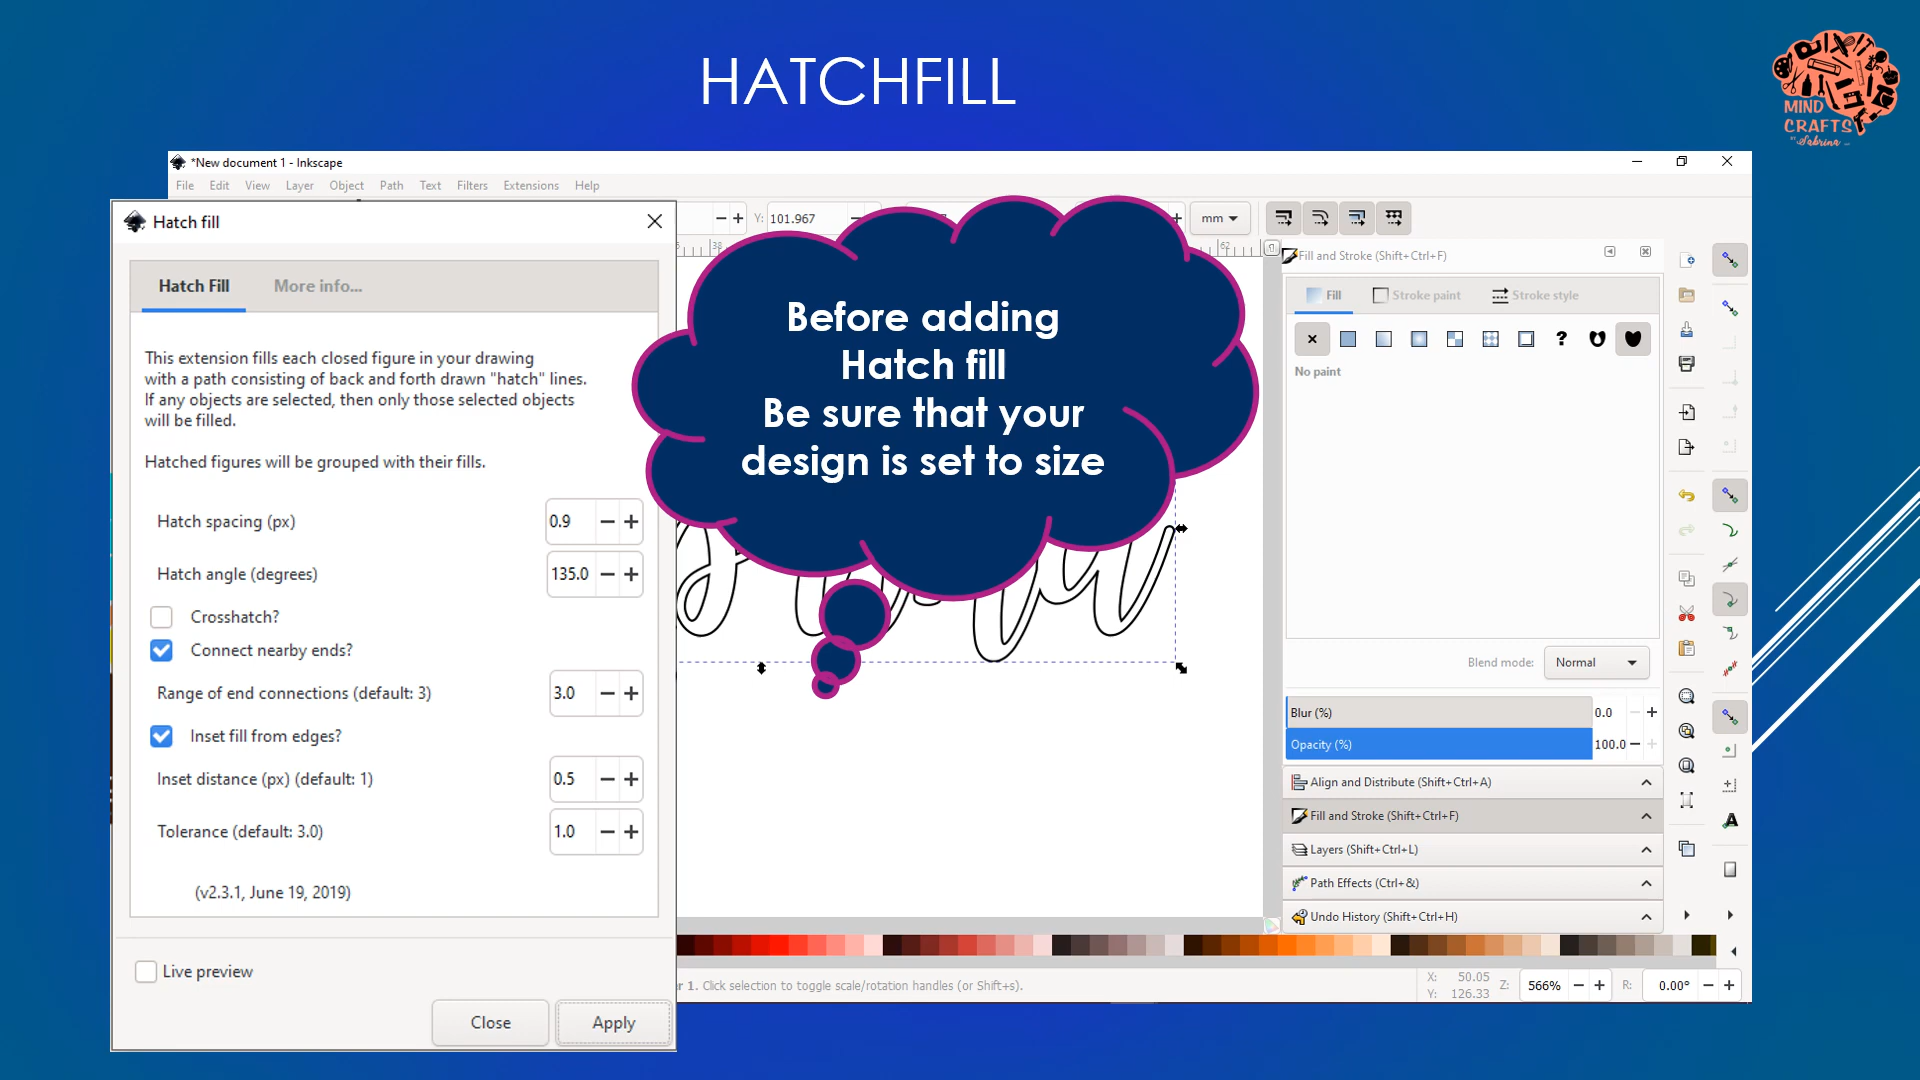 HATCHFILL
MIND
CRAFTS
BY Sabrina
*New document 1 - Inkscape
File Edit View Layer Object Path Text Filters Extensions Help
Y: 101.967
mm
38
62
Hatch fill
Hatch Fill More info...
This extension fills each closed figure in your drawing
with a path consisting of back and forth drawn "hatch" lines.
If any objects are selected, then only those selected objects
will be filled.
Hatched figures will be grouped with their fills.
Hatch spacing (px) 0.9
Hatch angle (degrees) 135.0
Crosshatch?
Connect nearby ends?
Range of end connections (default: 3) 3.0
Inset fill from edges?
Inset distance (px) (default: 1) 0.5
Tolerance (default: 3.0) 1.0
(v2.3.1, June 19, 2019)
Live preview
Close Apply
Before adding
Hatch fill
Be sure that your
design is set to size
Fill and Stroke (Shift+Ctrl+F)
Fill Stroke paint Stroke style
No paint
Blend mode: Normal
Blur (%) 0.0
Opacity (%) 100.0
Align and Distribute (Shift+Ctrl+A)
Fill and Stroke (Shift+Ctrl+F)
Layers (Shift+Ctrl+L)
Path Effects (Ctrl+&)
Undo History (Shift+Ctrl+H)
er 1. Click selection to toggle scale/rotation handles (or Shift+s).
X: 50.05
Y: 126.33
Z: 566%
R: 0.00°